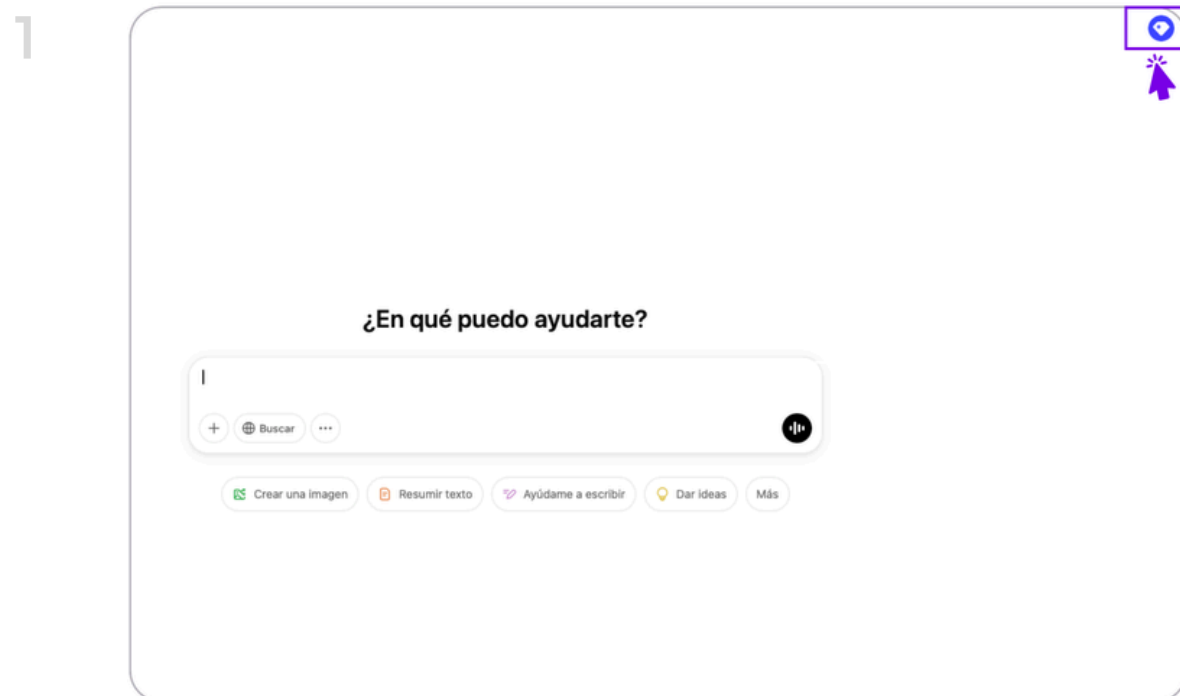 1
¿En qué puedo ayudarte?
Buscar
Crear una imagen
Resumir texto
Ayúdame a escribir
Dar ideas
Más